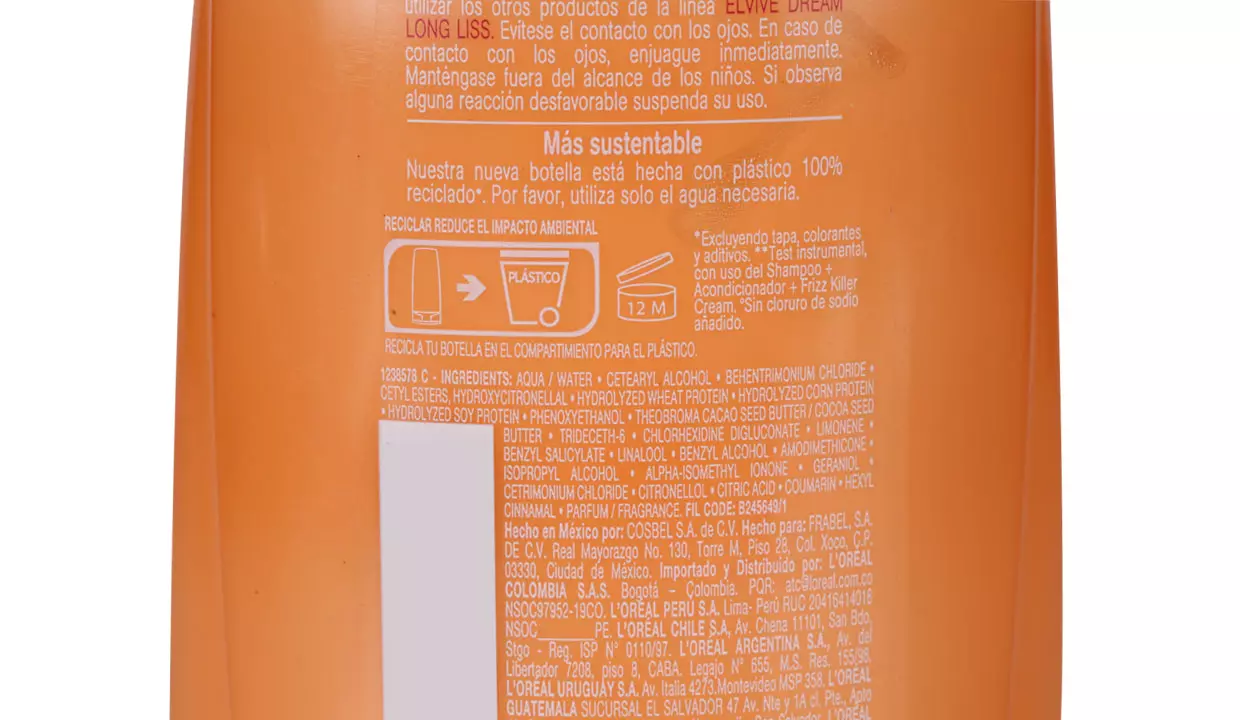 utilizar los otros productos de la línea ELVIVE DREAM
LONG LISS. Evítese el contacto con los ojos. En caso de
contacto con los ojos, enjuague inmediatamente.
Manténgase fuera del alcance de los niños. Si observa
alguna reacción desfavorable suspenda su uso.
Más sustentable
Nuestra nueva botella está hecha con plástico 100%
reciclado*. Por favor, utiliza solo el agua necesaria.
RECICLAR REDUCE EL IMPACTO AMBIENTAL
PLÁSTICO
12 M
*Excluyendo tapa, colorantes
y aditivos. **Test instrumental,
con uso del Shampoo +
Acondicionador + Frizz Killer
Cream. °Sin cloruro de sodio
añadido.
RECICLA TU BOTELLA EN EL COMPARTIMIENTO PARA EL PLÁSTICO.
1238578 C - INGREDIENTS: AQUA / WATER • CETEARYL ALCOHOL • BEHENTRIMONIUM CHLORIDE •
CETYL ESTERS, HYDROXYCITRONELLAL • HYDROLYZED WHEAT PROTEIN • HYDROLYZED CORN PROTEIN
• HYDROLYZED SOY PROTEIN • PHENOXYETHANOL • THEOBROMA CACAO SEED BUTTER / COCOA SEED
BUTTER • TRIDECETH-6 • CHLORHEXIDINE DIGLUCONATE • LIMONENE •
BENZYL SALICYLATE • LINALOOL • BENZYL ALCOHOL • AMODIMETHICONE •
ISOPROPYL ALCOHOL • ALPHA-ISOMETHYL IONONE • GERANIOL •
CETRIMONIUM CHLORIDE • CITRONELLOL • CITRIC ACID • COUMARIN • HEXYL
CINNAMAL • PARFUM / FRAGRANCE. FIL CODE: B245649/1
Hecho en México por: COSBEL S.A. de C.V. Hecho para: FRABEL, S.A.
DE C.V. Real Mayorazgo No. 130, Torre M, Piso 28, Col. Xoco, C.P.
03330, Ciudad de México. Importado y Distribuido por: L'ORÉAL
COLOMBIA S.A.S. Bogotá – Colombia. PQR: atc@loreal.com.co
NSOC97952-19CO. L'ORÉAL PERÚ S.A. Lima- Perú RUC 20416414018
NSOC_______PE. L'ORÉAL CHILE S.A, Av. Chena 11101, San Bdo,
Stgo - Reg. ISP N° 0110/97. L'ORÉAL ARGENTINA S.A., Av. del
Libertador 7208, piso 8, CABA. Legajo N° 655, M.S. Res. 155/98.
L'ORÉAL URUGUAY S.A. Av. Italia 4273.Montevideo MSP 358. L'ORÉAL
GUATEMALA SUCURSAL EL SALVADOR 47 Av. Nte y 1A cl. Pte., Apto